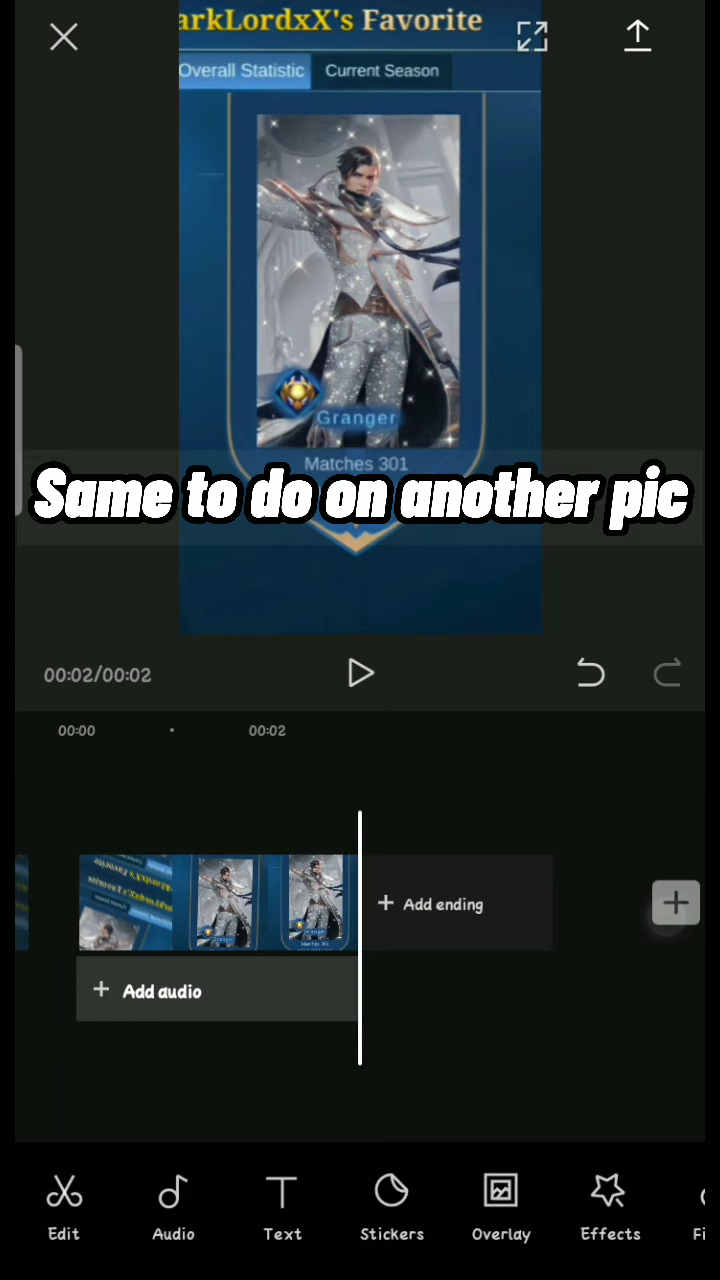 arkLordxX's Favorite
Overall Statistic Current Season
Granger
Matches 301
Same to do on another pic
00:02/00:02
00:00 00:02
+ Add ending
+ Add audio
Edit Audio Text Stickers Overlay Effects Fi